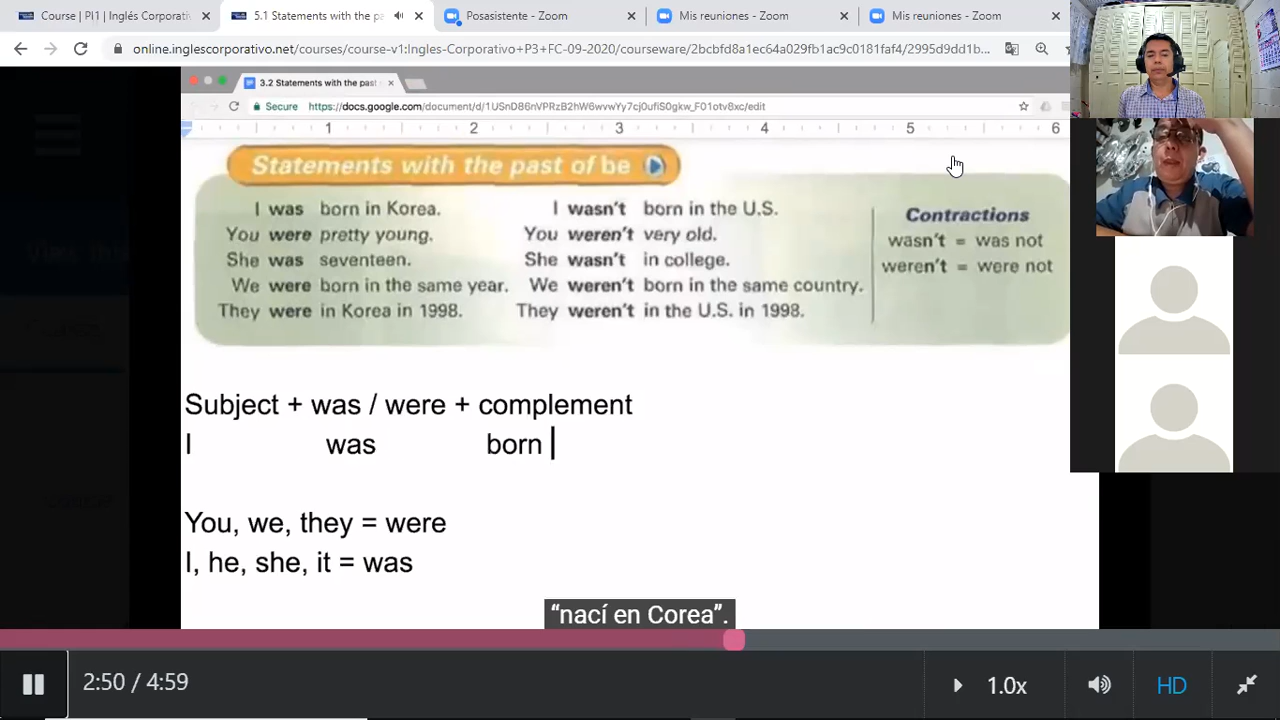 Course | PI1 | Inglés Corporati
5.1 Statements with the pa
Posasistente - Zoom
Mis reuniones - Zoom
Mis reuniones - Zoom
online.inglescorporativo.net/courses/course-v1:Ingles-Corporativo+P3+FC-09-2020/courseware/2bcbfd8a1ec64a029fb1ac9c0181faf4/2995d9dd1b...
3.2 Statements with the past
Secure https://docs.google.com/document/d/1USnD86nVPRzB2hW6wvwYy7cj0ufiS0gkw_F01otv8xc/edit
1 2 3 4 5 6
Statements with the past of be
I was born in Korea. I wasn't born in the U.S.
You were pretty young. You weren't very old.
She was seventeen. She wasn't in college.
We were born in the same year. We weren't born in the same country.
They were in Korea in 1998. They weren't in the U.S. in 1998.
Contractions
wasn't = was not
weren't = were not
Subject + was / were + complement
I was born
You, we, they = were
I, he, she, it = was
“nací en Corea”.
2:50 / 4:59
1.0x
HD